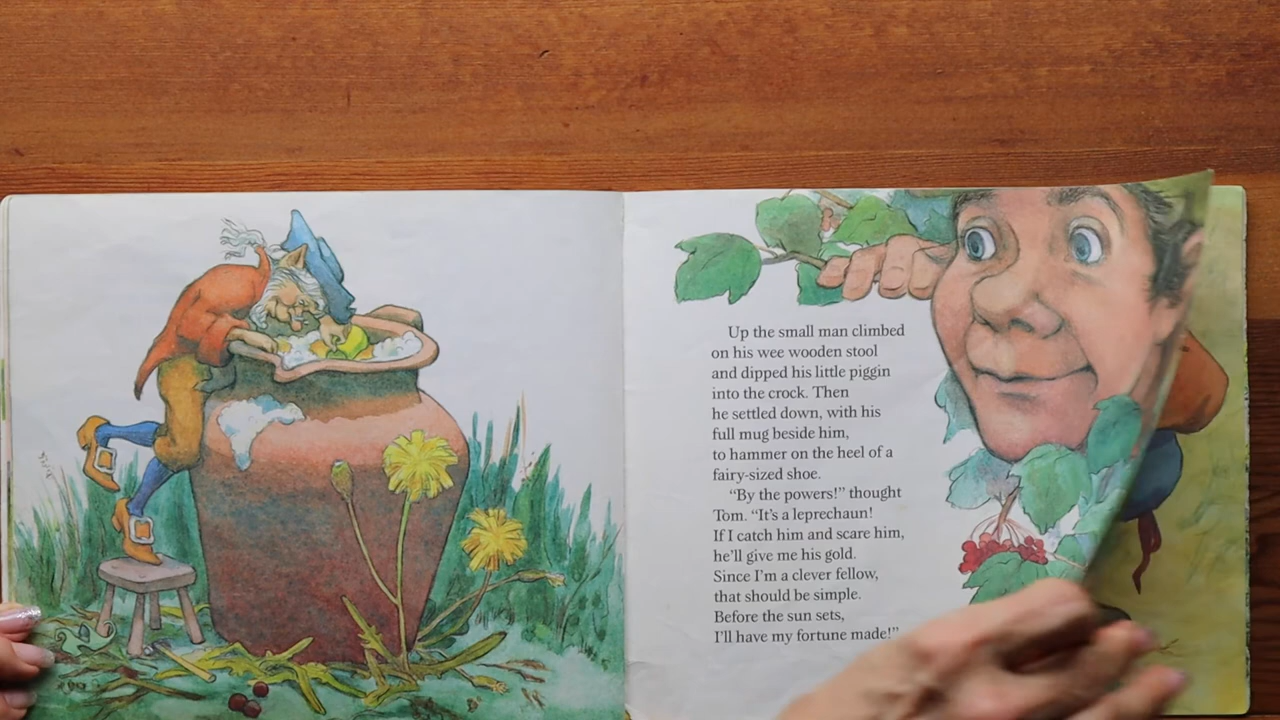 Up the small man climbed
on his wee wooden stool
and dipped his little piggin
into the crock. Then
he settled down, with his
full mug beside him,
to hammer on the heel of a
fairy-sized shoe.
“By the powers!” thought
Tom. “It’s a leprechaun!
If I catch him and scare him,
he’ll give me his gold.
Since I’m a clever fellow,
that should be simple.
Before the sun sets,
I’ll have my fortune made!”